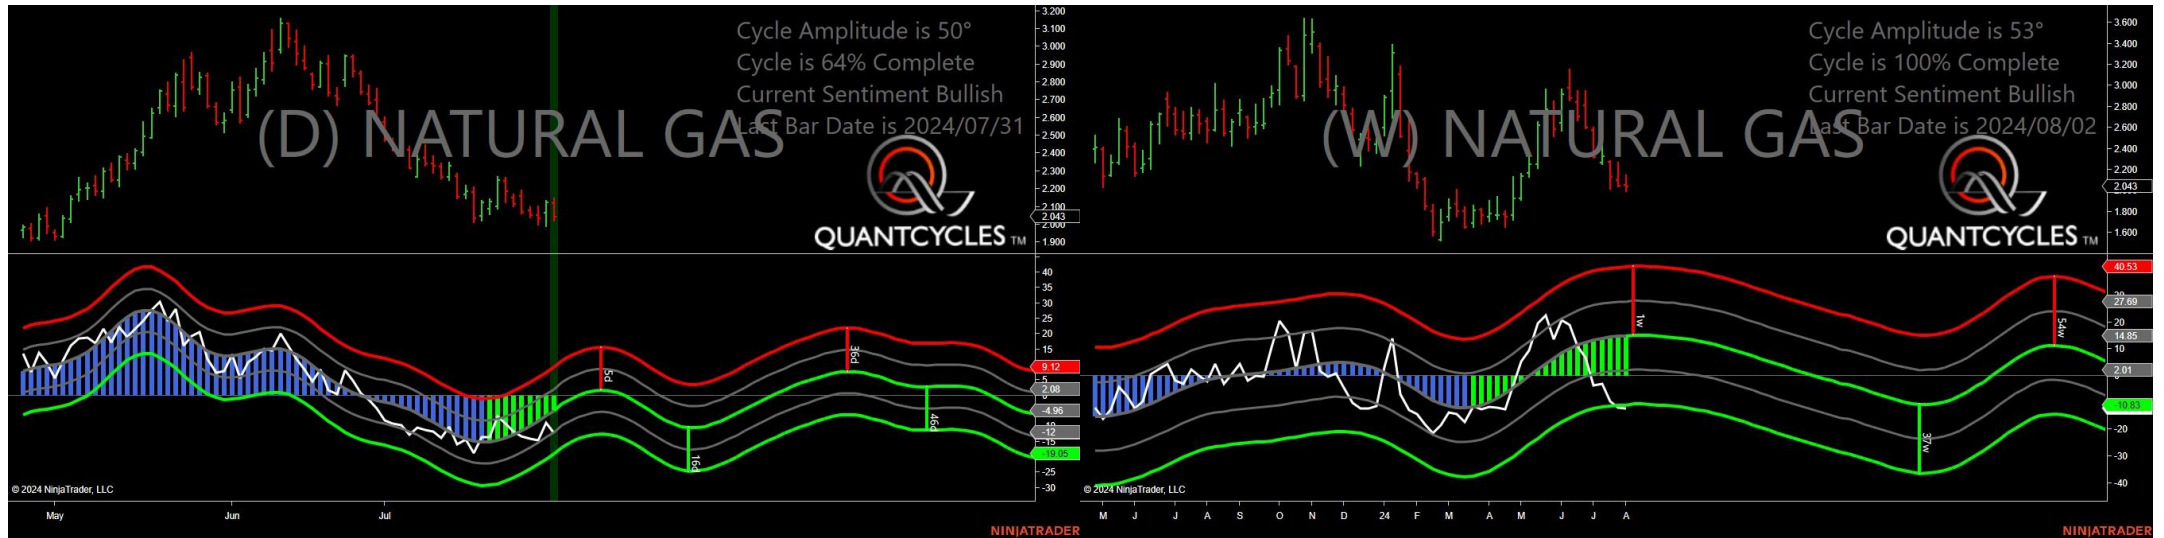 Cycle Amplitude is 50°
Cycle is 64% Complete
Current Sentiment Bullish
Last Bar Date is 2024/07/31
(D) NATURAL GAS
QUANTCYCLES TM
3.200
3.100
3.000
2.900
2.800
2.700
2.600
2.500
2.400
2.300
2.200
2.100
2.043
2.000
1.900
40
35
30
25
20
15
9.12
5
2.08
-4.96
-12
-15
-19.05
-25
-30
5d
16d
36d
46d
© 2024 NinjaTrader, LLC
May Jun Jul
NINJATRADER
Cycle Amplitude is 53°
Cycle is 100% Complete
Current Sentiment Bullish
Last Bar Date is 2024/08/02
(W) NATURAL GAS
QUANTCYCLES TM
3.600
3.400
3.200
3.000
2.800
2.600
2.400
2.200
2.043
1.800
1.600
40.53
27.69
20
14.85
10
2.01
-10.83
-20
-30
-40
1w
37w
54w
© 2024 NinjaTrader, LLC
M J J A S O N D 24 F M A M J J A
NINJATRADER